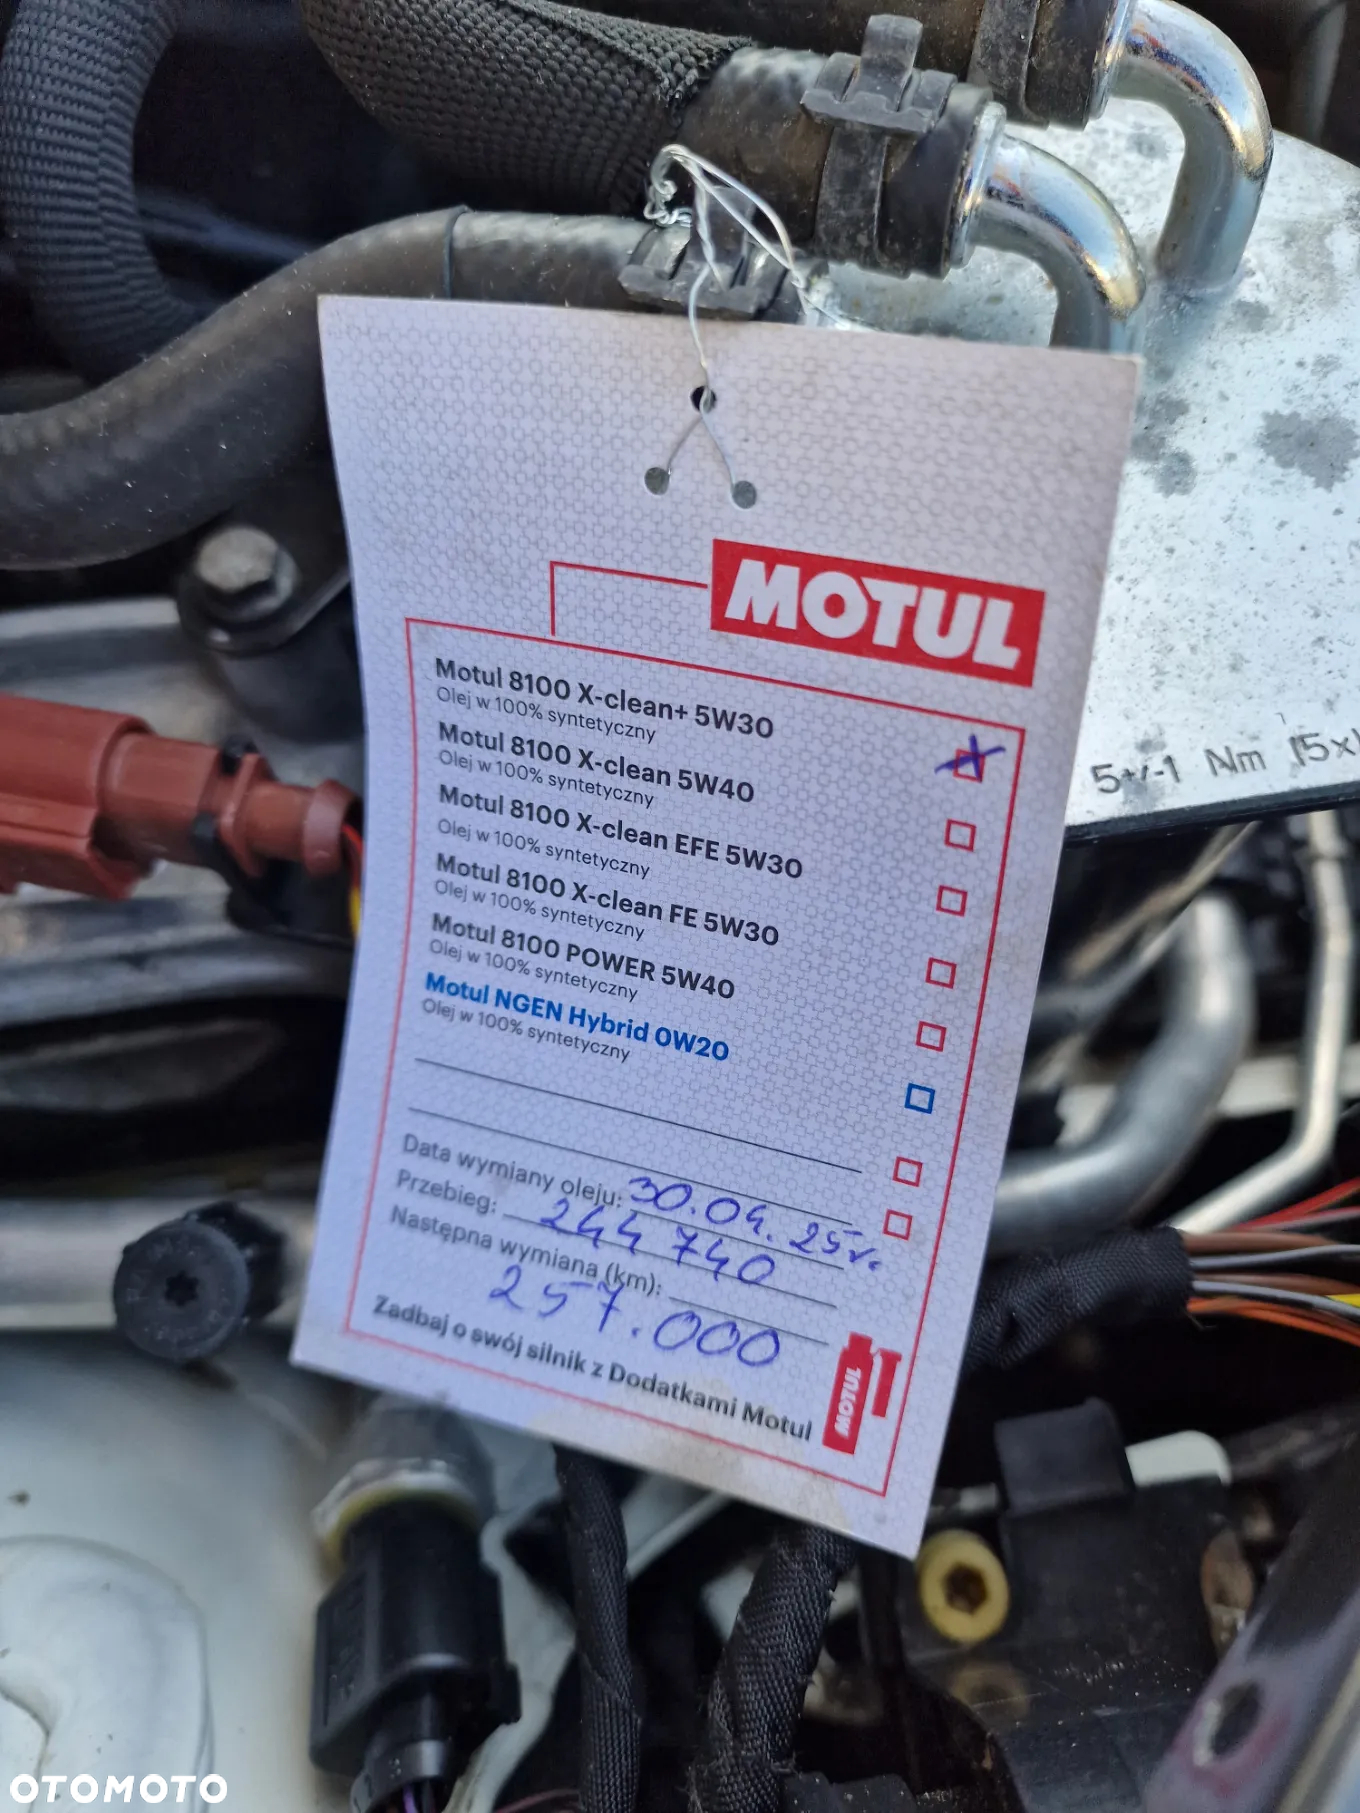 MOTUL
Motul 8100 X-clean+ 5W30
Olej w 100% syntetyczny
Motul 8100 X-clean 5W40
Olej w 100% syntetyczny
Motul 8100 X-clean EFE 5W30
Olej w 100% syntetyczny
Motul 8100 X-clean FE 5W30
Olej w 100% syntetyczny
Motul 8100 POWER 5W40
Olej w 100% syntetyczny
Motul NGEN Hybrid 0W20
Olej w 100% syntetyczny
Data wymiany oleju: 30.04.25r.
Przebieg: 244 740
Następna wymiana (km):
257.000
Zadbaj o swój silnik z Dodatkami Motul
MOTUL
5+/-1 Nm (5x
OTOMOTO